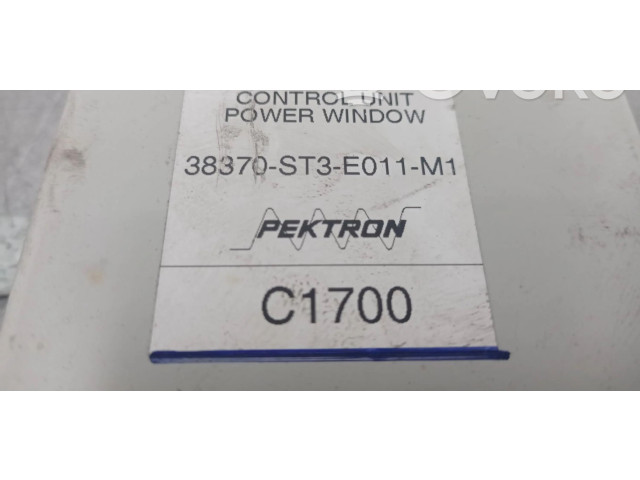 CONTROL UNIT
POWER WINDOW
38370-ST3-E011-M1
PEKTRON
C1700